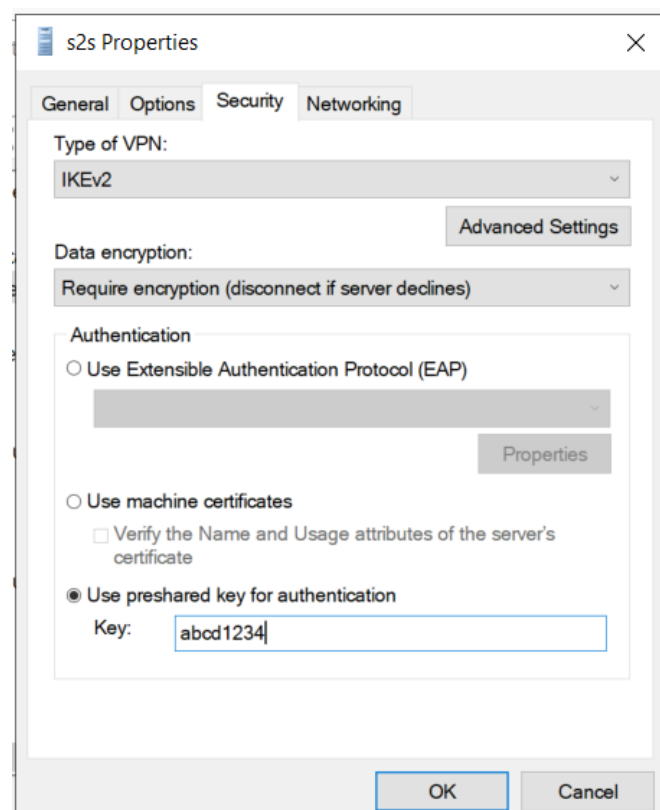 s2s Properties
General Options Security Networking
Type of VPN:
IKEv2
Advanced Settings
Data encryption:
Require encryption (disconnect if server declines)
Authentication
Use Extensible Authentication Protocol (EAP)
Properties
Use machine certificates
Verify the Name and Usage attributes of the server's
certificate
Use preshared key for authentication
Key: abcd1234
OK Cancel